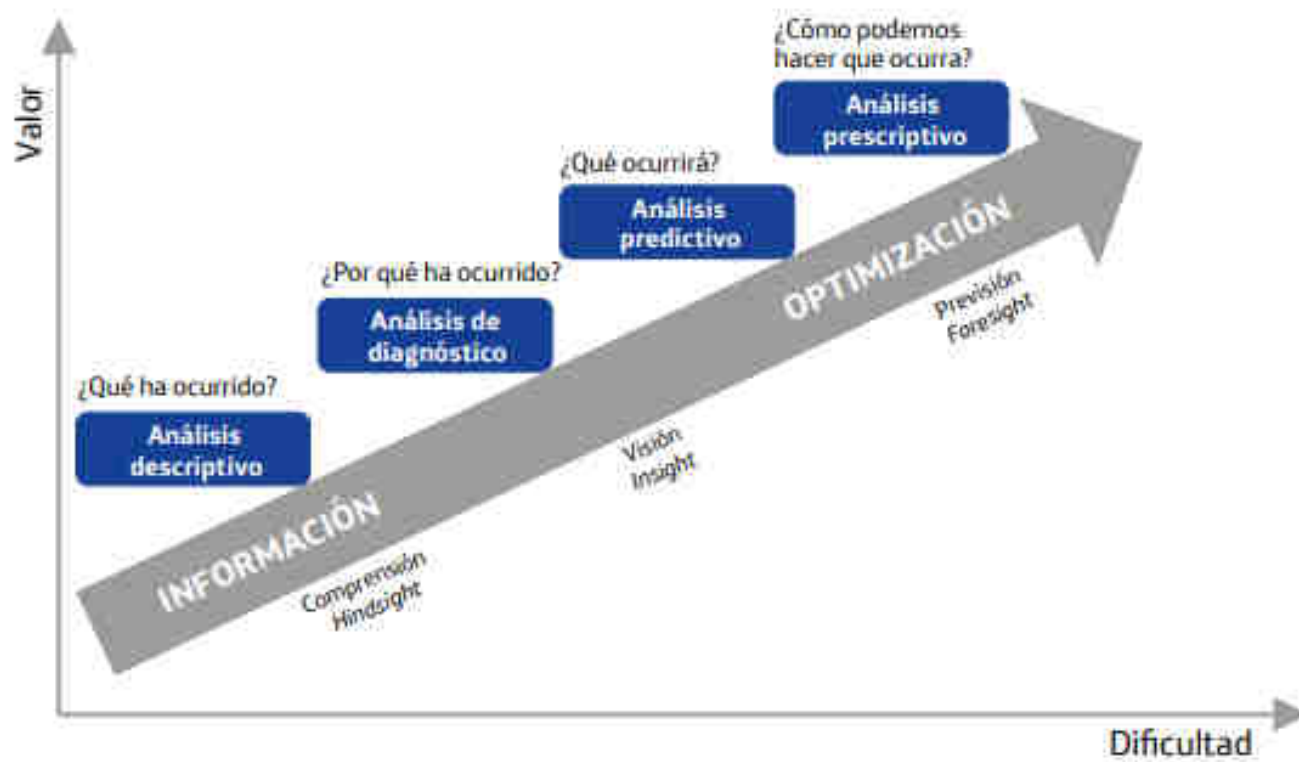 ¿Cómo podemos
hacer que ocurra?
Análisis
prescriptivo
Valor
¿Qué ocurrirá?
Análisis
predictivo
¿Por qué ha ocurrido?
Análisis de
diagnóstico
¿Qué ha ocurrido?
Análisis
descriptivo
OPTIMIZACIÓN
Previsión
Foresight
Visión
Insight
INFORMACIÓN
Comprensión
Hindsight
Dificultad